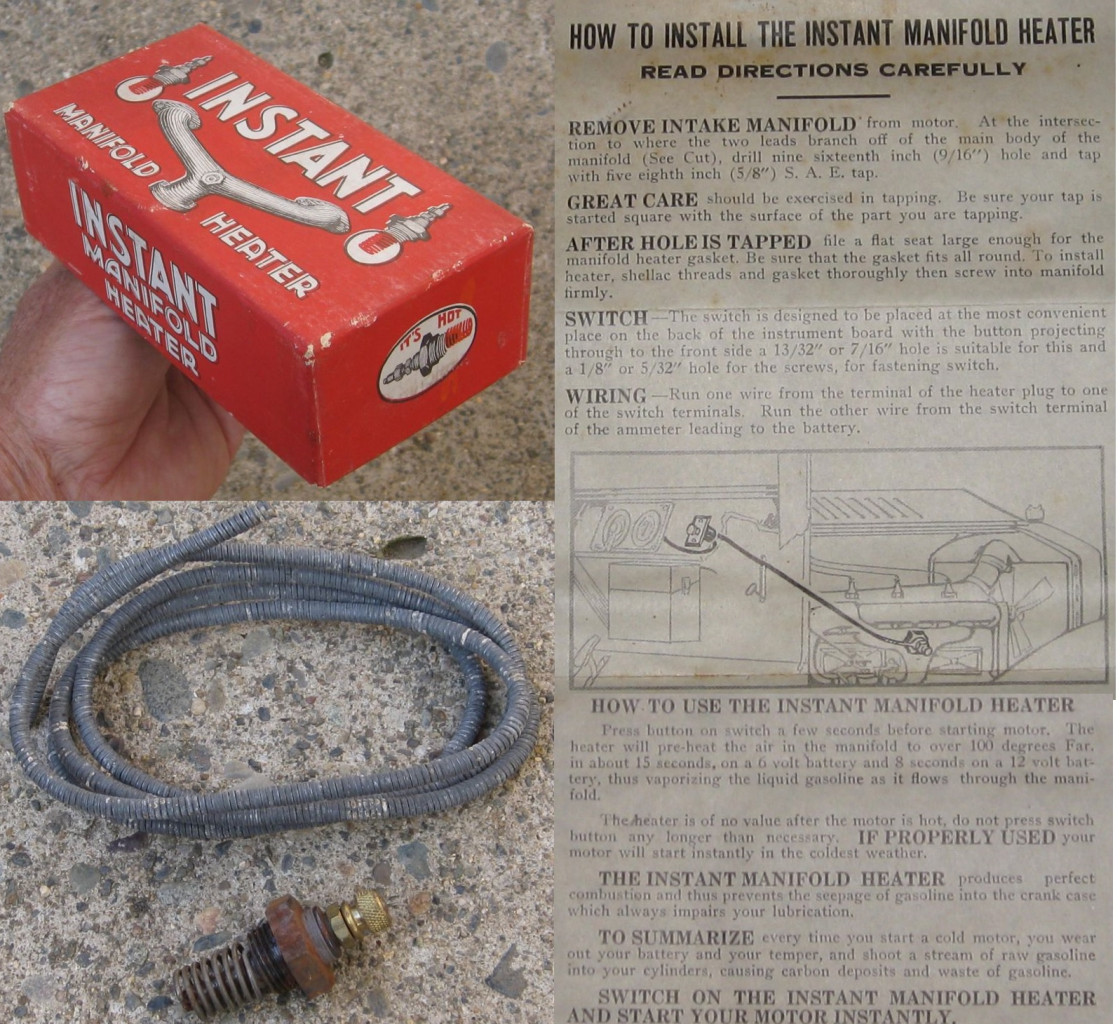 INSTANT
MANIFOLD
HEATER
INSTANT
MANIFOLD
HEATER
IT'S HOT
HOW TO INSTALL THE INSTANT MANIFOLD HEATER
READ DIRECTIONS CAREFULLY
REMOVE INTAKE MANIFOLD from motor. At the intersec-
tion to where the two leads branch off of the main body of the
manifold (See Cut), drill nine sixteenth inch (9/16″) hole and tap
with five eighth inch (5/8″) S. A. E. tap.
GREAT CARE should be exercised in tapping. Be sure your tap is
started square with the surface of the part you are tapping.
AFTER HOLE IS TAPPED file a flat seat large enough for the
manifold heater gasket. Be sure that the gasket fits all round. To install
heater, shellac threads and gasket thoroughly then screw into manifold
firmly.
SWITCH—The switch is designed to be placed at the most convenient
place on the back of the instrument board with the button projecting
through to the front side a 13/32″ or 7/16″ hole is suitable for this and
a 1/8″ or 5/32″ hole for the screws, for fastening switch.
WIRING—Run one wire from the terminal of the heater plug to one
of the switch terminals. Run the other wire from the switch terminal
of the ammeter leading to the battery.
HOW TO USE THE INSTANT MANIFOLD HEATER
Press button on switch a few seconds before starting motor. The
heater will pre-heat the air in the manifold to over 100 degrees Far.
in about 15 seconds, on a 6 volt battery and 8 seconds on a 12 volt bat-
tery, thus vaporizing the liquid gasoline as it flows through the mani-
fold.
The heater is of no value after the motor is hot, do not press switch
button any longer than necessary. IF PROPERLY USED your
motor will start instantly in the coldest weather.
THE INSTANT MANIFOLD HEATER produces perfect
combustion and thus prevents the seepage of gasoline into the crank case
which always impairs your lubrication.
TO SUMMARIZE every time you start a cold motor, you wear
out your battery and your temper, and shoot a stream of raw gasoline
into your cylinders, causing carbon deposits and waste of gasoline.
SWITCH ON THE INSTANT MANIFOLD HEATER
AND START YOUR MOTOR INSTANTLY.